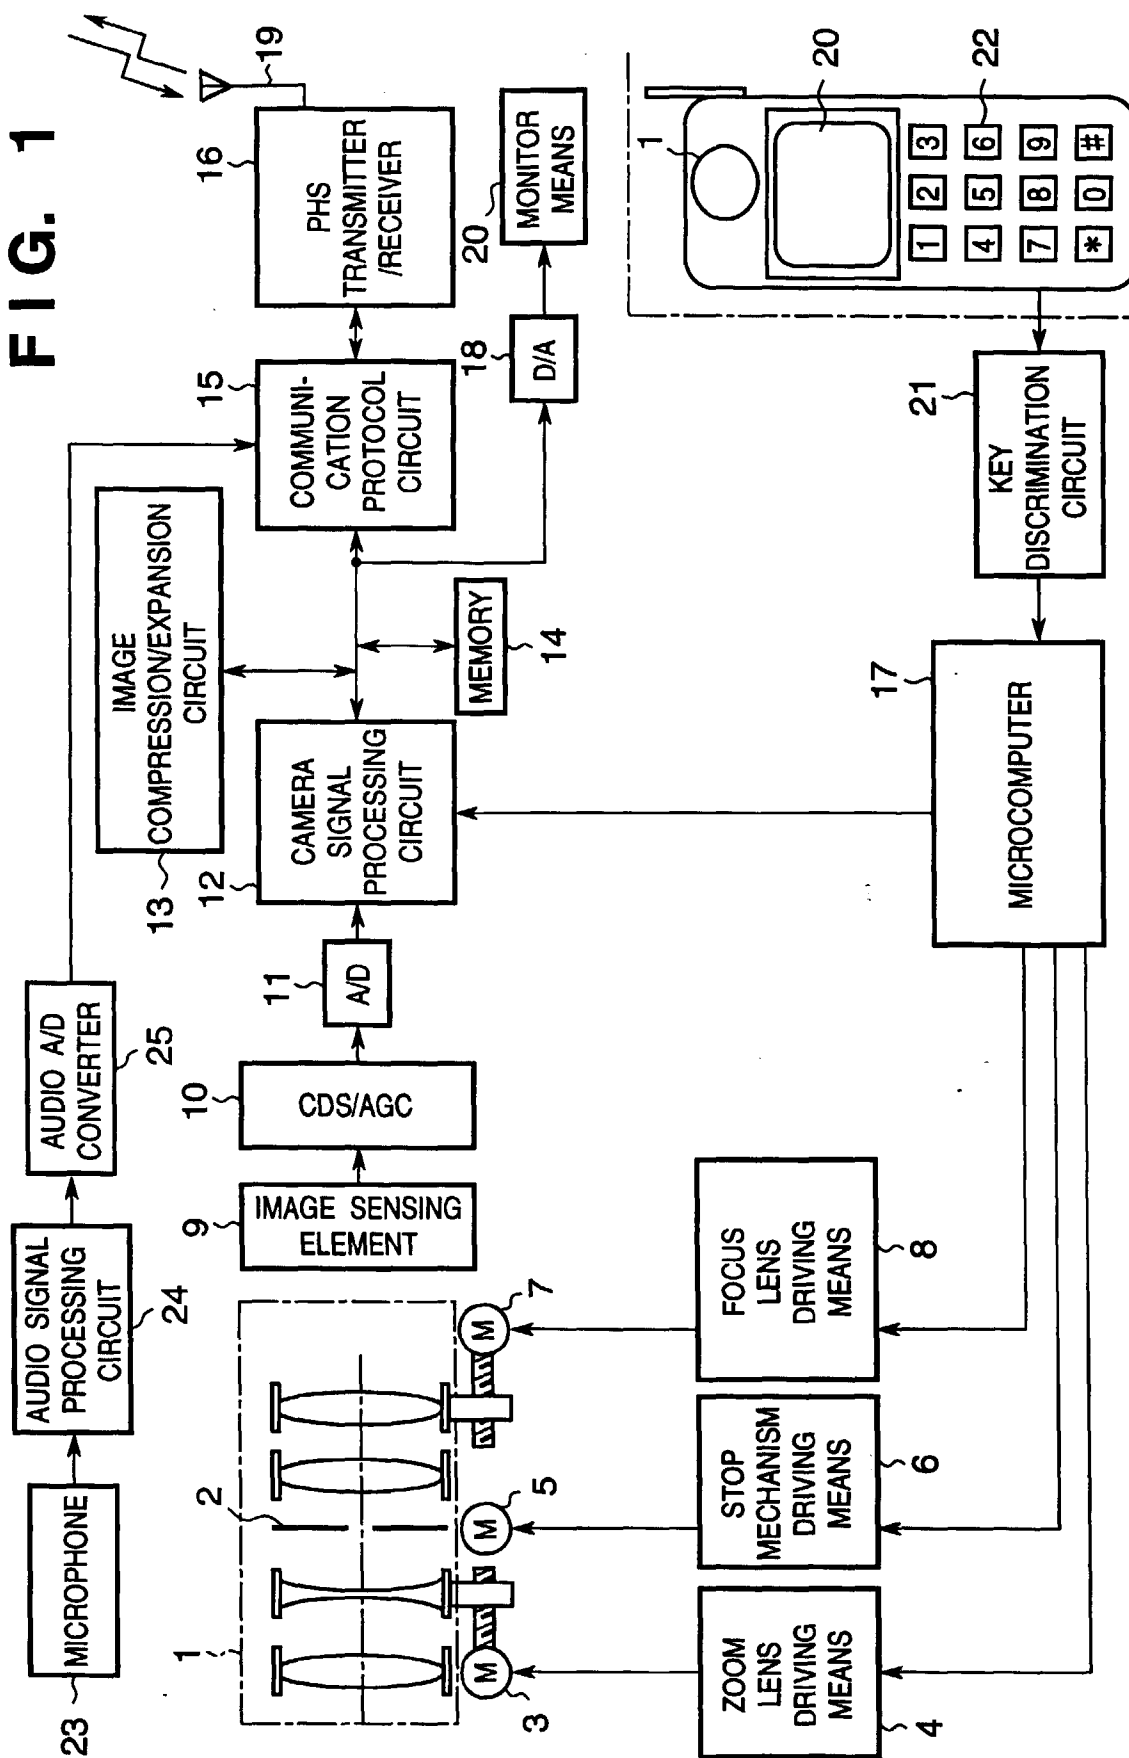 FIG. 1
MICROPHONE
23
AUDIO SIGNAL
PROCESSING
CIRCUIT
24
AUDIO A/D
CONVERTER
25
IMAGE
COMPRESSION/EXPANSION
CIRCUIT
13
1
2
3
M
5
M
7
M
9
IMAGE SENSING
ELEMENT
10
CDS/AGC
11
A/D
12
CAMERA
SIGNAL
PROCESSING
CIRCUIT
MEMORY
14
15
COMMUNI-
CATION
PROTOCOL
CIRCUIT
16
PHS
TRANSMITTER
/RECEIVER
19
18
D/A
20
MONITOR
MEANS
ZOOM
LENS
DRIVING
MEANS
4
STOP
MECHANISM
DRIVING
MEANS
6
FOCUS
LENS
DRIVING
MEANS
8
17
MICROCOMPUTER
21
KEY
DISCRIMINATION
CIRCUIT
1
20
22
1 2 3
4 5 6
7 8 9
* 0 #